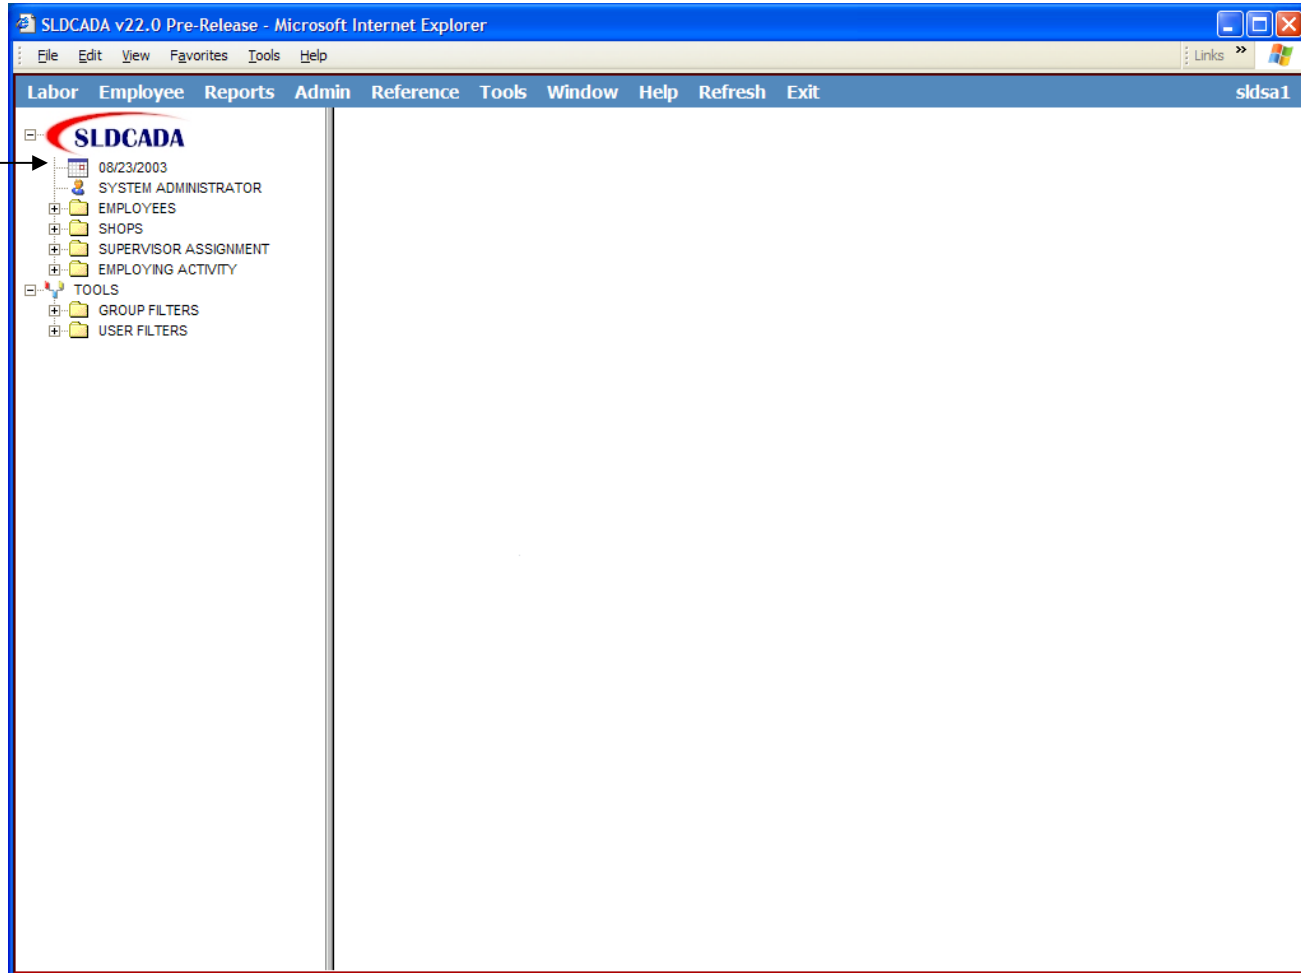 SLDCADA v22.0 Pre-Release - Microsoft Internet Explorer
File Edit View Favorites Tools Help Links »
Labor Employee Reports Admin Reference Tools Window Help Refresh Exit sldsa1
SLDCADA
08/23/2003
SYSTEM ADMINISTRATOR
EMPLOYEES
SHOPS
SUPERVISOR ASSIGNMENT
EMPLOYING ACTIVITY
TOOLS
GROUP FILTERS
USER FILTERS